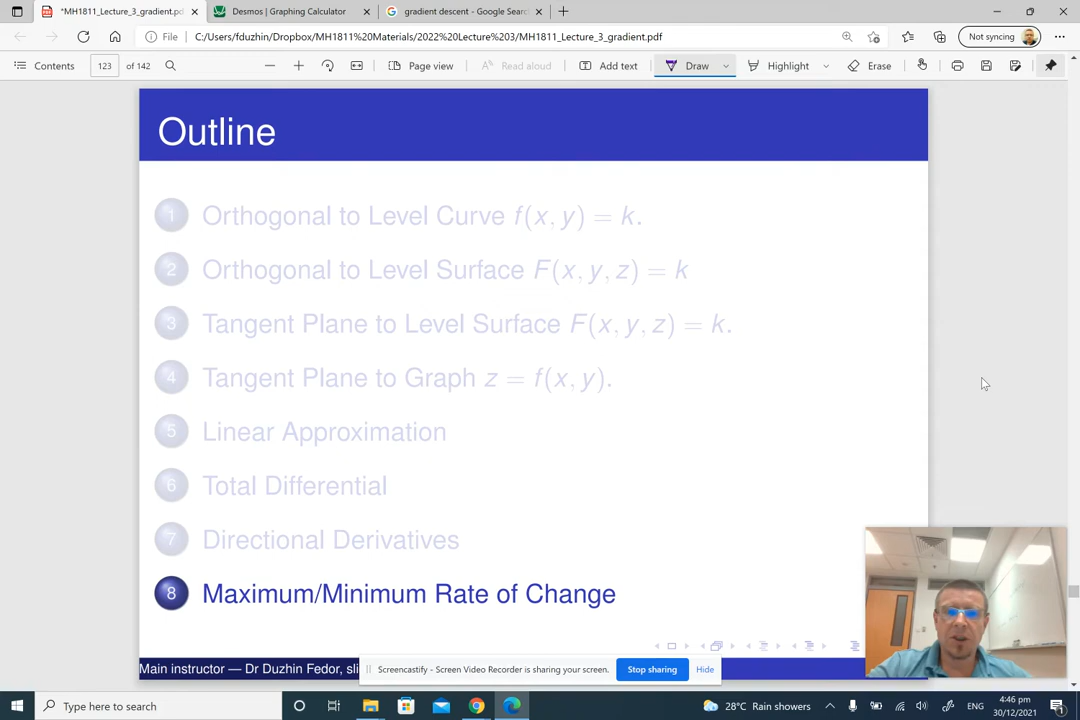 *MH1811_Lecture_3_gradient.pd
Desmos | Graphing Calculator
gradient descent - Google Searc
File
C:/Users/fduzhin/Dropbox/MH1811%20Materials/2022%20Lecture%203/MH1811_Lecture_3_gradient.pdf
Not syncing
Contents
123
of 142
Page view
Read aloud
Add text
Draw
Highlight
Erase
Outline
1 Orthogonal to Level Curve f(x, y) = k.
2 Orthogonal to Level Surface F(x, y, z) = k
3 Tangent Plane to Level Surface F(x, y, z) = k.
4 Tangent Plane to Graph z = f(x, y).
5 Linear Approximation
6 Total Differential
7 Directional Derivatives
8 Maximum/Minimum Rate of Change
Main instructor — Dr Duzhin Fedor, sli
Screencastify - Screen Video Recorder is sharing your screen.
Stop sharing
Hide
Type here to search
28°C Rain showers
ENG
4:46 pm
30/12/2021
1